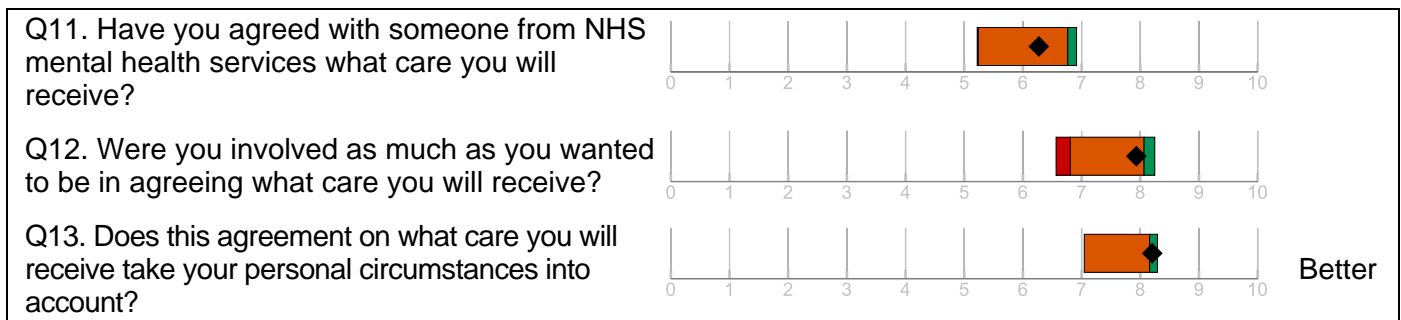 Q11. Have you agreed with someone from NHS
mental health services what care you will
receive?
0 1 2 3 4 5 6 7 8 9 10
Q12. Were you involved as much as you wanted
to be in agreeing what care you will receive?
0 1 2 3 4 5 6 7 8 9 10
Q13. Does this agreement on what care you will
receive take your personal circumstances into
account?
0 1 2 3 4 5 6 7 8 9 10
Better